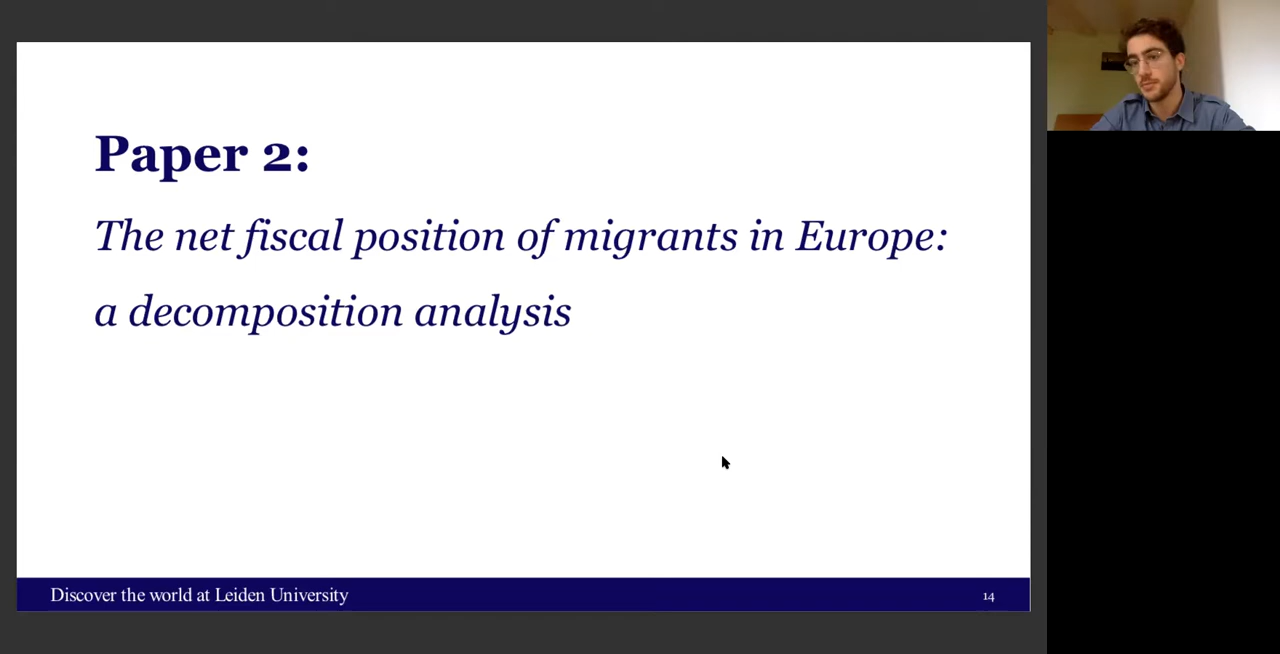 Paper 2:
The net fiscal position of migrants in Europe:
a decomposition analysis
Discover the world at Leiden University
14